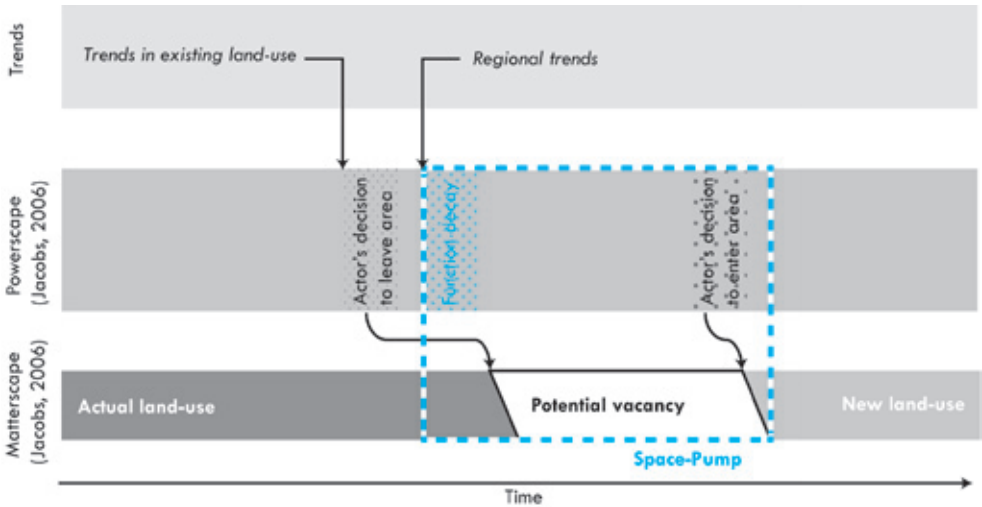 Trends
Trends in existing land-use
Regional trends
Powerscape
(Jacobs, 2006)
Actor's decision
to leave area
Function decay
Actor's decision
to enter area
Matterscape
(Jacobs, 2006)
Actual land-use
Potential vacancy
New land-use
Space-Pump
Time